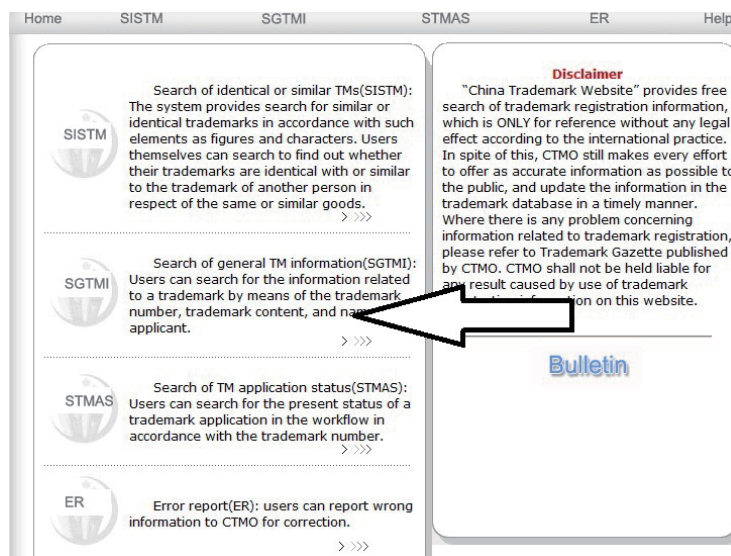 Home SISTM SGTMI STMAS ER Help
SISTM
Search of identical or similar TMs(SISTM):
The system provides search for similar or
identical trademarks in accordance with such
elements as figures and characters. Users
themselves can search to find out whether
their trademarks are identical with or similar
to the trademark of another person in
respect of the same or similar goods.
> >>>
SGTMI
Search of general TM information(SGTMI):
Users can search for the information related
to a trademark by means of the trademark
number, trademark content, and
applicant.
> >>>
STMAS
Search of TM application status(STMAS):
Users can search for the present status of a
trademark application in the workflow in
accordance with the trademark number.
> >>>
ER
Error report(ER): users can report wrong
information to CTMO for correction.
> >>>
Disclaimer
“China Trademark Website” provides free
search of trademark registration information,
which is ONLY for reference without any legal
effect according to the international practice.
In spite of this, CTMO still makes every effort
to offer as accurate information as possible to
the public, and update the information in the
trademark database in a timely manner.
Where there is any problem concerning
information related to trademark registration,
please refer to Trademark Gazette published
by CTMO. CTMO shall not be held liable for
any result caused by use of trademark
on this website.
Bulletin